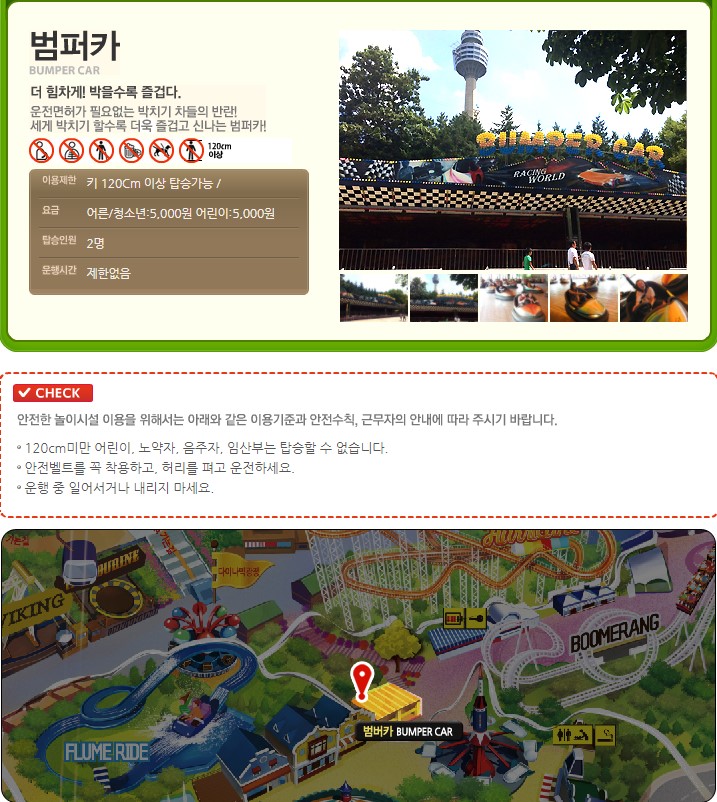 범퍼카
BUMPER CAR
더 힘차게! 박을수록 즐겁다.
운전면허가 필요없는 박치기 차들의 반란!
세게 박치기 할수록 더욱 즐겁고 신나는 범퍼카!
120cm
이상
이용제한 키 120Cm 이상 탑승가능 /
요금 어른/청소년:5,000원 어린이:5,000원
탑승인원 2명
운행시간 제한없음
BUMPER CAR
RACING
WORLD
CHECK
안전한 놀이시설 이용을 위해서는 아래와 같은 이용기준과 안전수칙, 근무자의 안내에 따라 주시기 바랍니다.
120cm미만 어린이, 노약자, 음주자, 임산부는 탑승할 수 없습니다.
안전벨트를 꼭 착용하고, 허리를 펴고 운전하세요.
운행 중 일어서거나 내리지 마세요.
VIKING
BOOMERANG
범버카 BUMPER CAR
FLUME RIDE